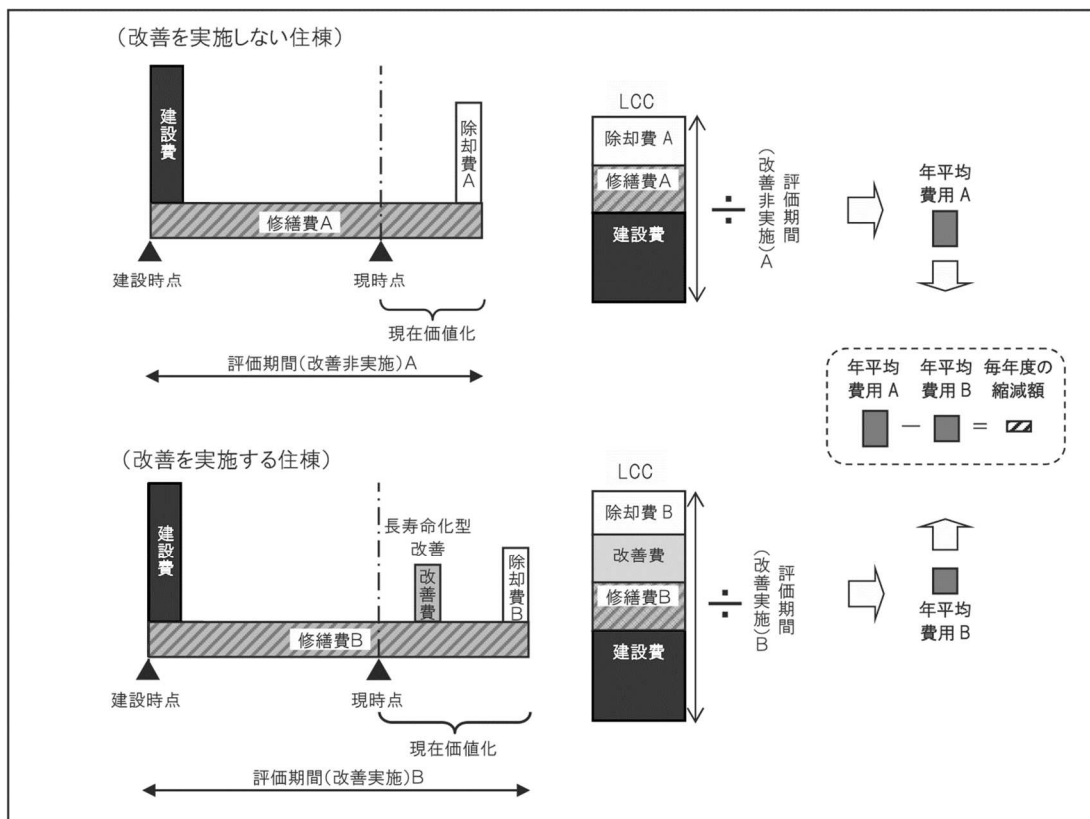 (改善を実施しない住棟)
建設費
除却費A
修繕費A
建設時点
現時点
現在価値化
評価期間(改善非実施)A
LCC
除却費 A
修繕費A
建設費
÷
評価期間
(改善非実施)A
年平均
費用 A
年平均
費用 A
年平均
費用 B
毎年度の
縮減額
− =
(改善を実施する住棟)
建設費
長寿命化型
改善
改善費
除却費B
修繕費B
建設時点
現時点
現在価値化
評価期間(改善実施)B
LCC
除却費 B
改善費
修繕費B
建設費
÷
評価期間
(改善実施)B
年平均
費用 B